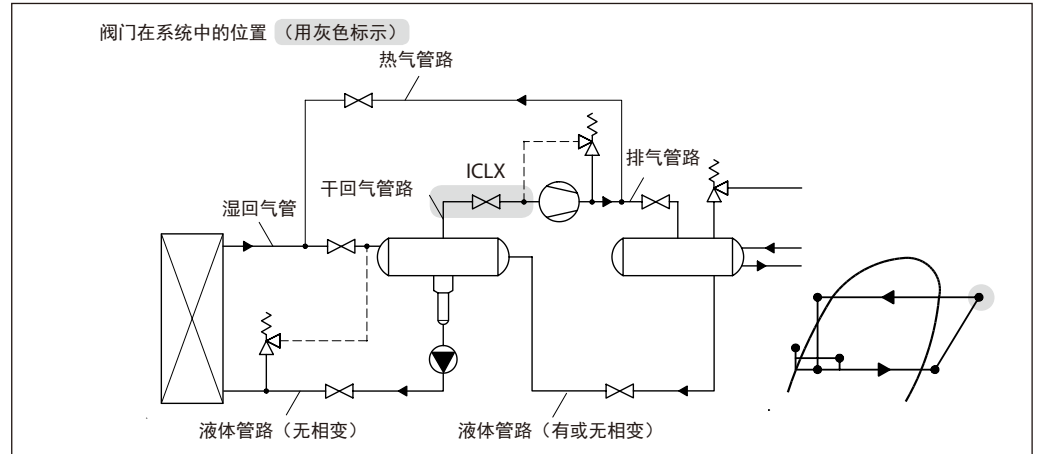 阀门在系统中的位置 （用灰色标示）
热气管路
ICLX
排气管路
干回气管路
湿回气管
液体管路（无相变）
液体管路（有或无相变）